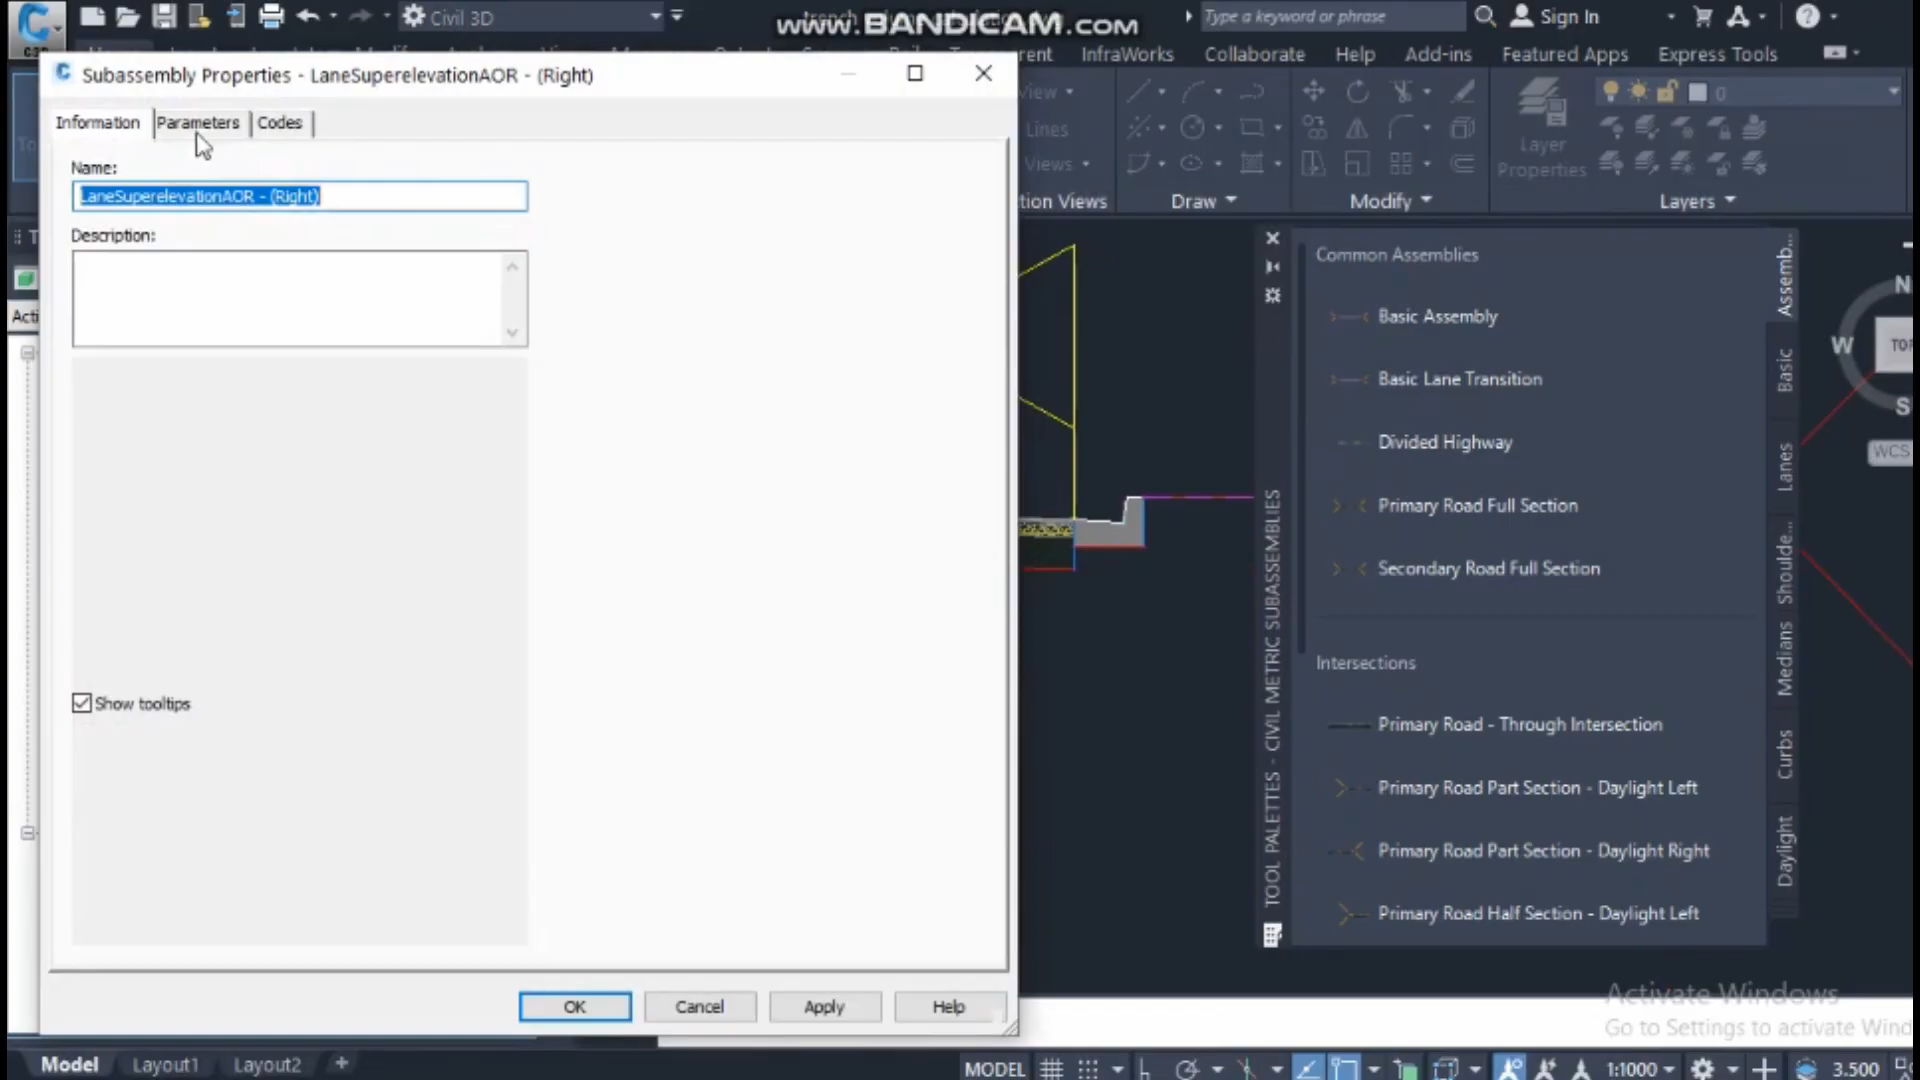 Civil 3D
www.BANDICAM.com
Type a keyword or phrase
Sign In
InfraWorks
Collaborate
Help
Add-ins
Featured Apps
Express Tools
Subassembly Properties - LaneSuperelevationAOR - (Right)
Information
Parameters
Codes
Name:
LaneSuperelevationAOR - (Right)
Description:
Show tooltips
OK
Cancel
Apply
Help
Lines
Layer
Properties
0
Draw
Modify
Layers
Common Assemblies
Basic Assembly
Basic Lane Transition
Divided Highway
Primary Road Full Section
Secondary Road Full Section
Intersections
Primary Road - Through Intersection
Primary Road Part Section - Daylight Left
Primary Road Part Section - Daylight Right
Primary Road Half Section - Daylight Left
TOOL PALETTES - CIVIL METRIC SUBASSEMBLIES
Assemb...
Basic
Lanes
Shoulde...
Medians
Curbs
Daylight
N
W
S
TOP
WCS
Activate Windows
Go to Settings to activate Wind
Model
Layout1
Layout2
MODEL
1:1000
3.500